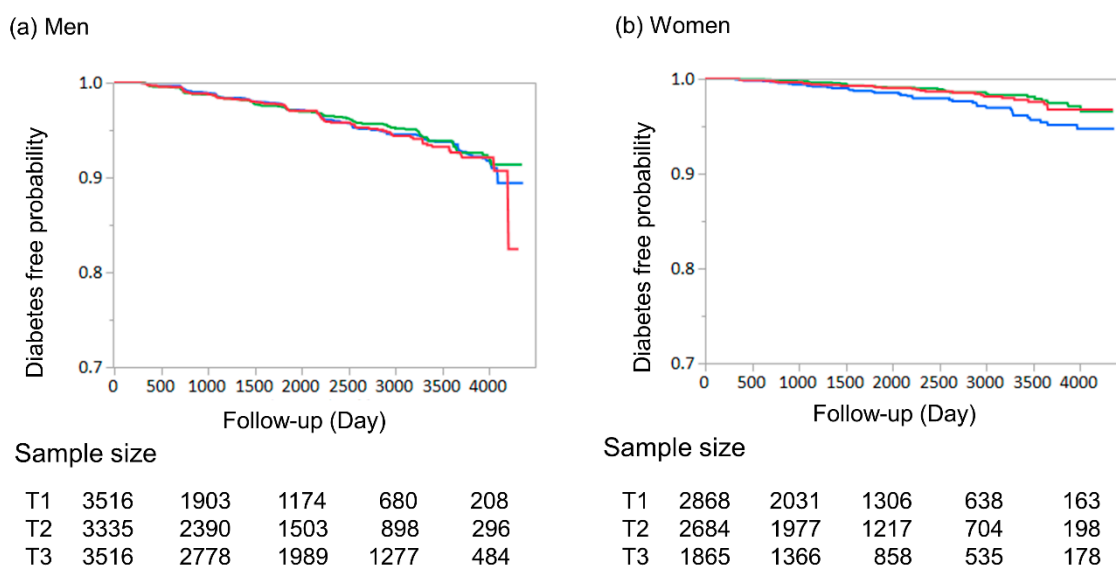 (a) Men
Diabetes free probability
1.0
0.9
0.8
0.7
0 500 1000 1500 2000 2500 3000 3500 4000
Follow-up (Day)
Sample size
T1 3516 1903 1174 680 208
T2 3335 2390 1503 898 296
T3 3516 2778 1989 1277 484
(b) Women
Diabetes free probability
1.0
0.9
0.8
0.7
0 500 1000 1500 2000 2500 3000 3500 4000
Follow-up (Day)
Sample size
T1 2868 2031 1306 638 163
T2 2684 1977 1217 704 198
T3 1865 1366 858 535 178